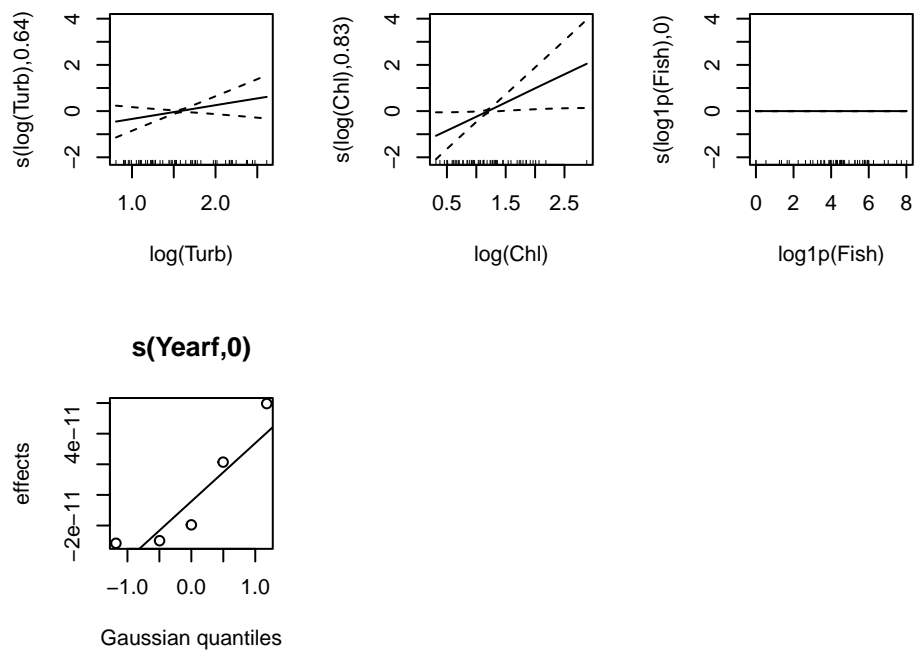 s(log(Turb),0.64)
4
2
0
−2
1.0 2.0
log(Turb)
s(log(Chl),0.83)
4
2
0
−2
0.5 1.5 2.5
log(Chl)
s(log1p(Fish),0)
4
2
0
−2
0 2 4 6 8
log1p(Fish)
s(Yearf,0)
effects
4e−11
−2e−11
−1.0 0.0 1.0
Gaussian quantiles